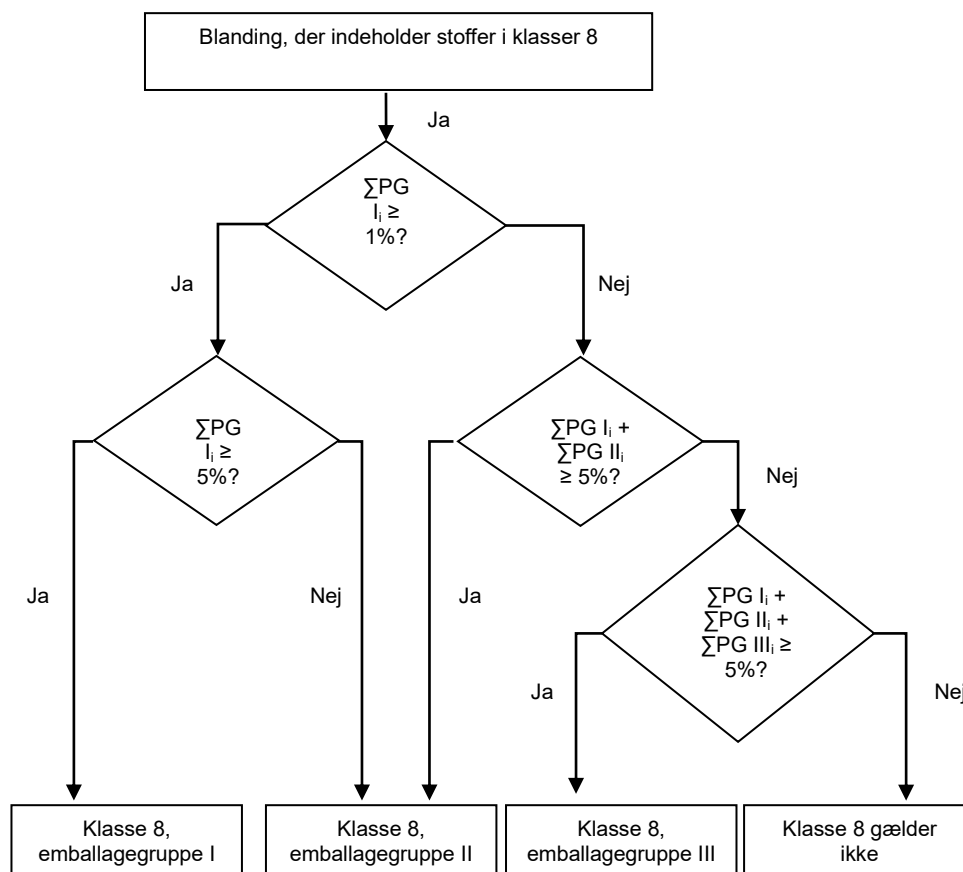 Blanding, der indeholder stoffer i klasser 8
Ja
∑PG
Iᵢ ≥
1%?
Ja
Nej
∑PG
Iᵢ ≥
5%?
∑PG Iᵢ +
∑PG IIᵢ
≥ 5%?
Nej
Ja
Nej
Ja
∑PG Iᵢ +
∑PG IIᵢ +
∑PG IIIᵢ ≥
5%?
Ja
Nej
Klasse 8,
emballagegruppe I
Klasse 8,
emballagegruppe II
Klasse 8,
emballagegruppe III
Klasse 8 gælder
ikke